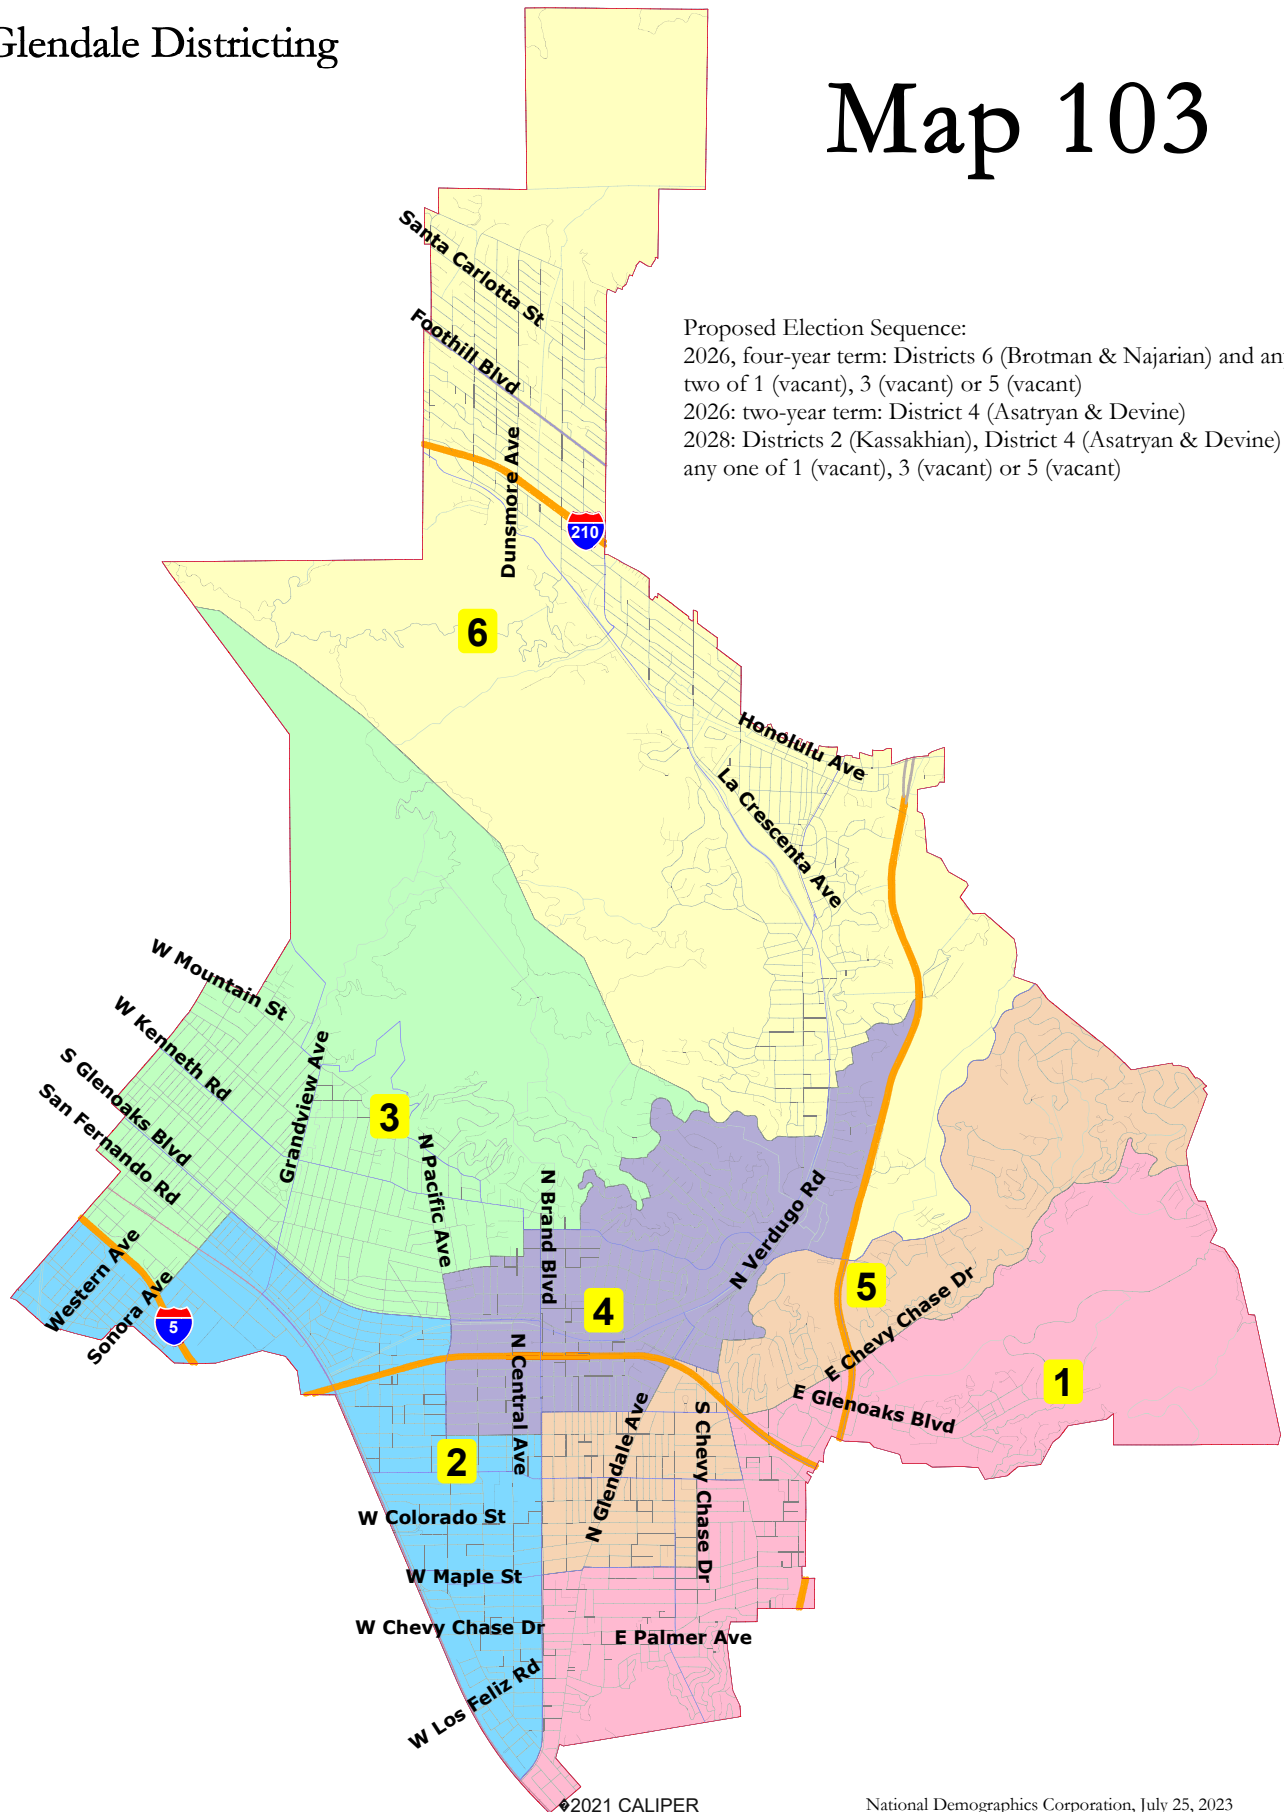 Glendale Districting
Map 103
Santa Carlotta St
Foothill Blvd
Proposed Election Sequence:
2026, four-year term: Districts 6 (Brotman & Najarian) and an
two of 1 (vacant), 3 (vacant) or 5 (vacant)
2026: two-year term: District 4 (Asatryan & Devine)
2028: Districts 2 (Kassakhian), District 4 (Asatryan & Devine)
any one of 1 (vacant), 3 (vacant) or 5 (vacant)
Dunsmore Ave
210
6
Honolulu Ave
La Crescenta Ave
W Mountain St
W Kenneth Rd
S Glenoaks Blvd
San Fernando Rd
Grandview Ave
3
N Pacific Ave
N Brand Blvd
N Verdugo Rd
Western Ave
Sonora Ave
5
4
5
E Chevy Chase Dr
N Central Ave
E Glenoaks Blvd
1
2
N Glendale Ave
S Chevy Chase Dr
W Colorado St
W Maple St
W Chevy Chase Dr
E Palmer Ave
W Los Feliz Rd
�2021 CALIPER
National Demographics Corporation, July 25, 2023